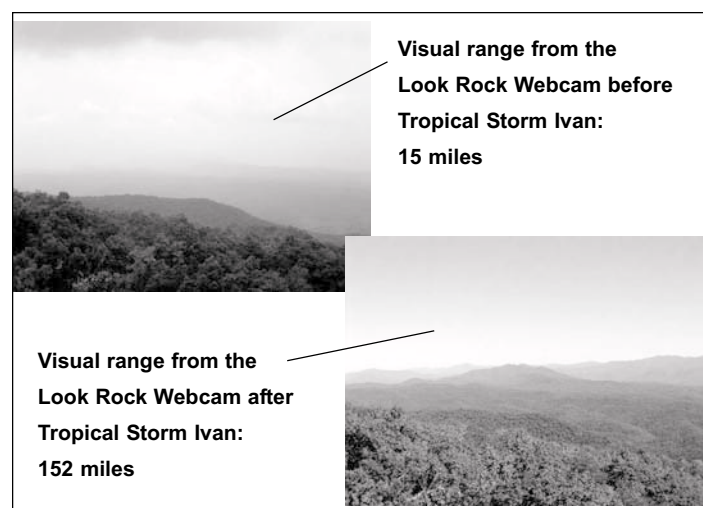 Visual range from the
Look Rock Webcam before
Tropical Storm Ivan:
15 miles
Visual range from the
Look Rock Webcam after
Tropical Storm Ivan:
152 miles